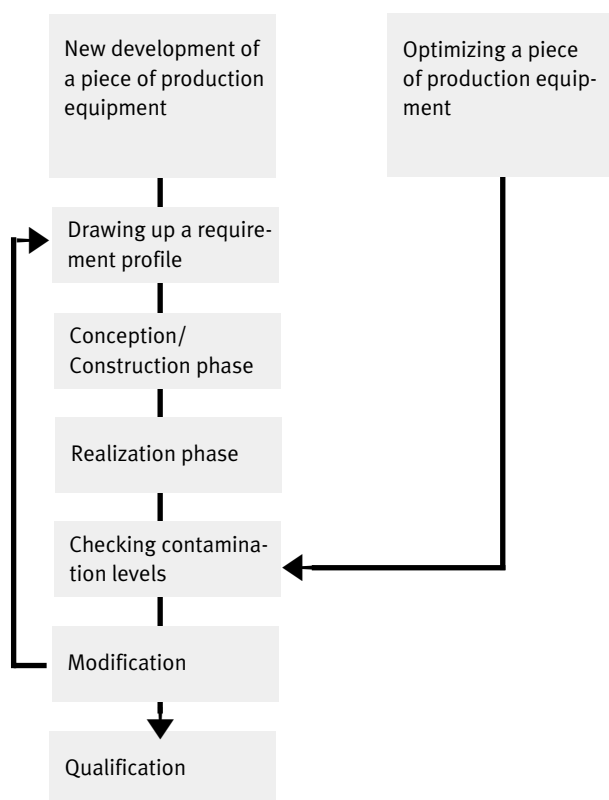 New development of
a piece of production
equipment
Optimizing a piece
of production equip-
ment
Drawing up a require-
ment profile
Conception/
Construction phase
Realization phase
Checking contamina-
tion levels
Modification
Qualification